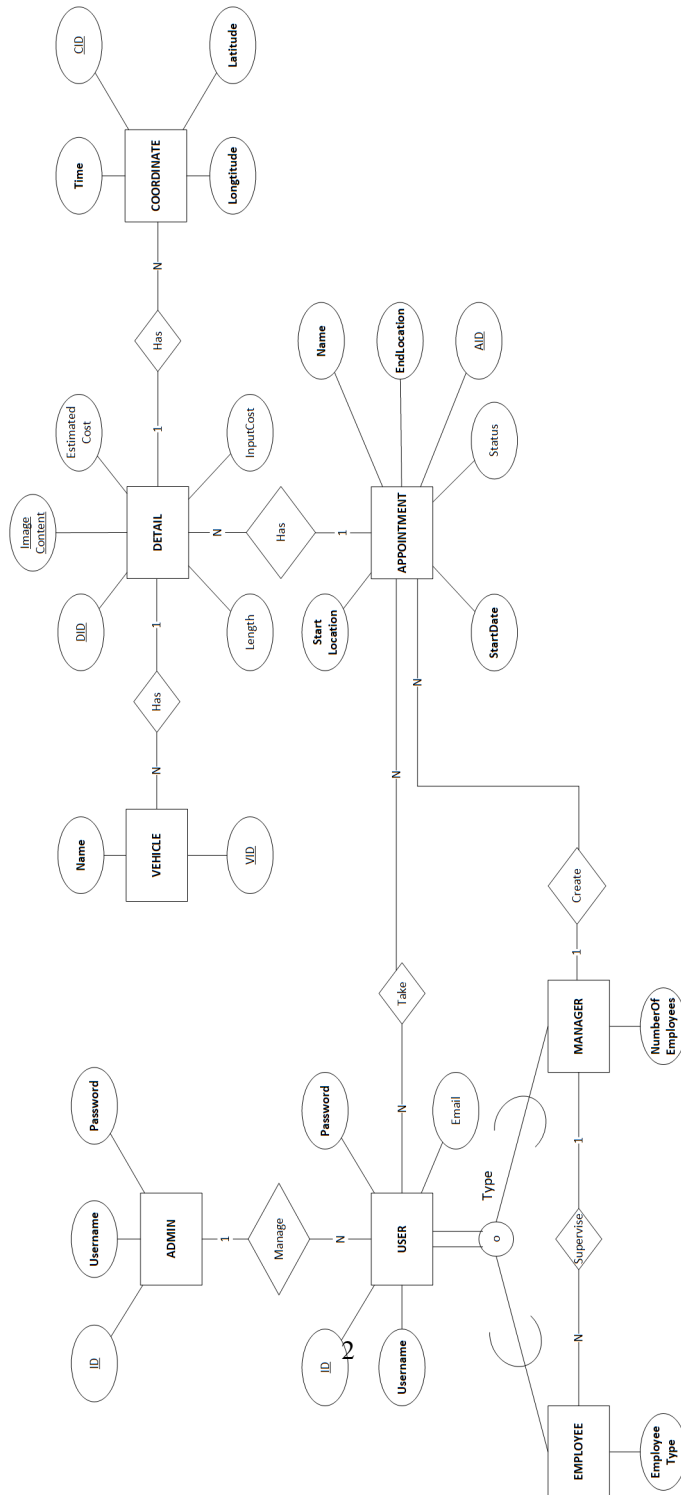 ID
Username
Password
ADMIN
1
Manage
N
ID
Username
Password
Email
USER
N
Take
N
Type
o
EMPLOYEE
Employee
Type
N
Supervise
1
MANAGER
NumberOf
Employees
1
Create
N
Name
VEHICLE
VID
N
Has
1
DID
Image
Content
Estimated
Cost
DETAIL
Length
InputCost
1
Has
N
Time
CID
COORDINATE
Longtitude
Latitude
N
Has
1
Start
Location
Name
EndLocation
AID
APPOINTMENT
StartDate
Status
2